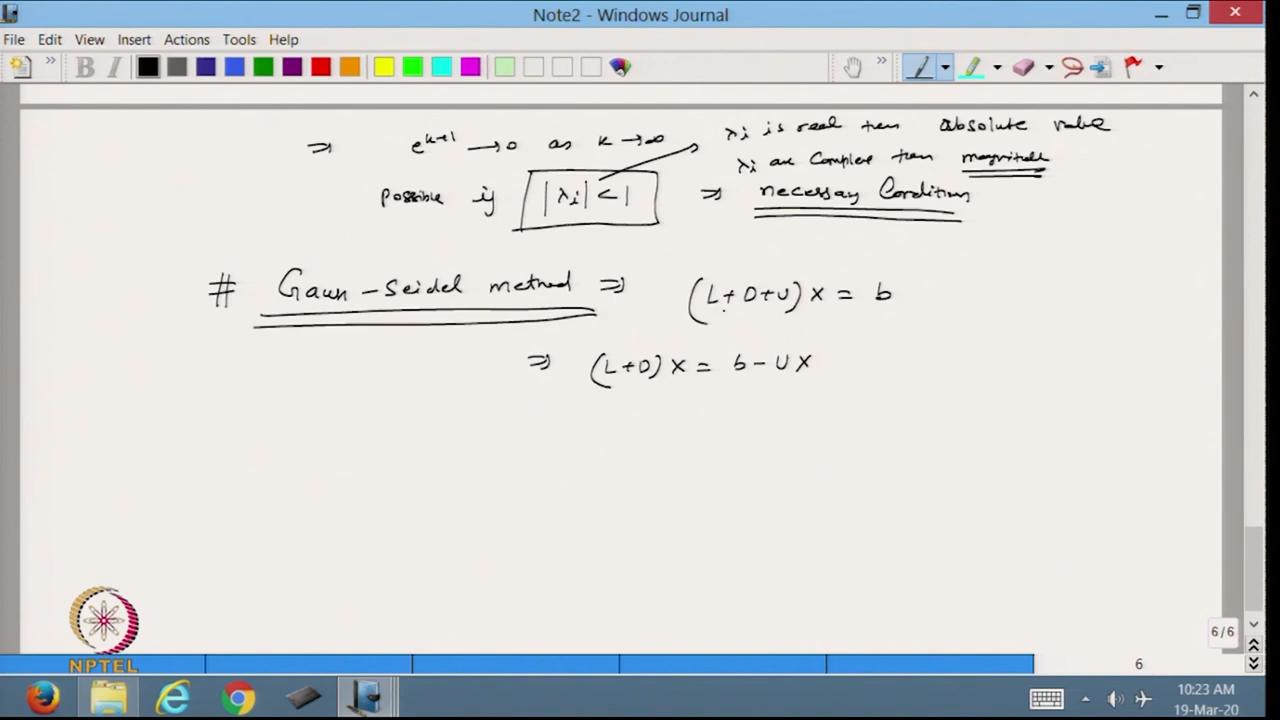 Note2 - Windows Journal
File Edit View Insert Actions Tools Help
λi is real then absolute value
⇒ e^{k+1} → 0 as k → ∞
λi are Complex then magnitude
possible if |λi| < 1 ⇒ necessary Condition
# Gauss-Seidel method ⇒ (L+D+U)X = b
⇒ (L+D)X = b-UX
6/6
NPTEL
6
10:23 AM
19-Mar-20